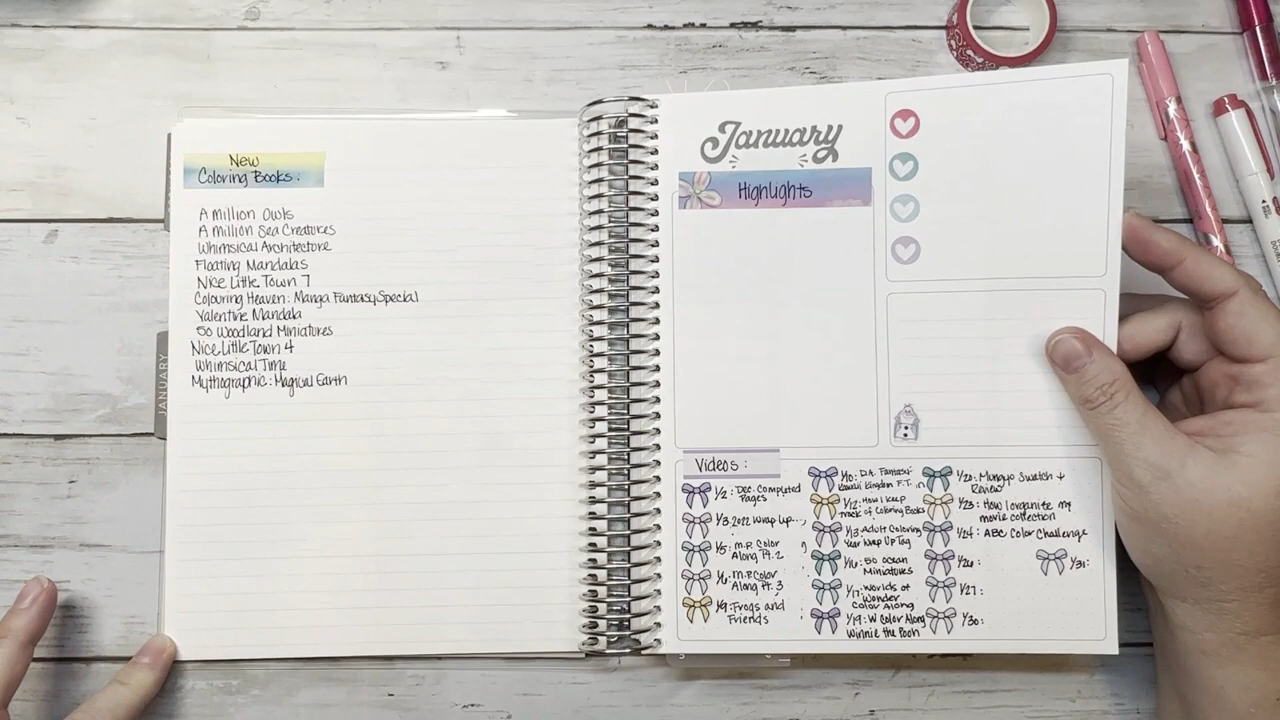 New
Coloring Books:
A Million Owls
A Million Sea Creatures
Whimsical Architecture
Floating Mandalas
Nice Little Town 7
Colouring Heaven: Manga Fantasy Special
Valentine Mandala
50 Woodland Miniatures
Nice Little Town 4
Whimsical Time
Mythographic: Magical Earth
JANUARY
January
Highlights
Videos:
1/2: Dec. Completed
Pages
1/3: 2022 Wrap Up
1/5: M.P. Color
Along Pt. 2
1/6: M.P. Color
Along Pt. 3
1/9: Frogs and
Friends
1/10: D.A. Fantasy
Kawaii Kingdom F.T.
1/12: How I keep
track of Coloring Books
1/13: Adult Coloring
Year Wrap Up Tag
1/16: 50 Ocean
Miniatures
1/17: Worlds of
Wonder
Color Along
1/19: W Color Along
Winnie the Pooh
1/20: Mungyo Swatch +
Review
1/23: How I organize my
movie collection
1/24: ABC Color Challenge
1/26:
1/27:
1/30:
1/31: